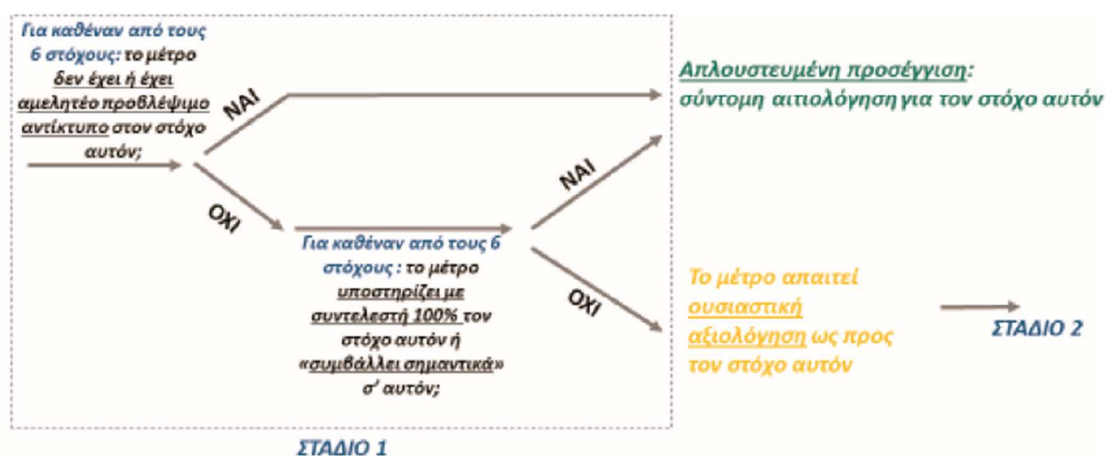 Για καθέναν από τους
6 στόχους: το μέτρο
δεν έχει ή έχει
αμελητέο προβλέψιμο
αντίκτυπο στον στόχο
αυτόν;
ΝΑΙ
Απλουστευμένη προσέγγιση:
σύντομη αιτιολόγηση για τον στόχο αυτόν
ΟΧΙ
Για καθέναν από τους 6
στόχους : το μέτρο
υποστηρίζει με
συντελεστή 100% τον
στόχο αυτόν ή
«συμβάλλει σημαντικά»
σ' αυτόν;
ΝΑΙ
ΟΧΙ
Το μέτρο απαιτεί
ουσιαστική
αξιολόγηση ως προς
τον στόχο αυτόν
ΣΤΑΔΙΟ 2
ΣΤΑΔΙΟ 1